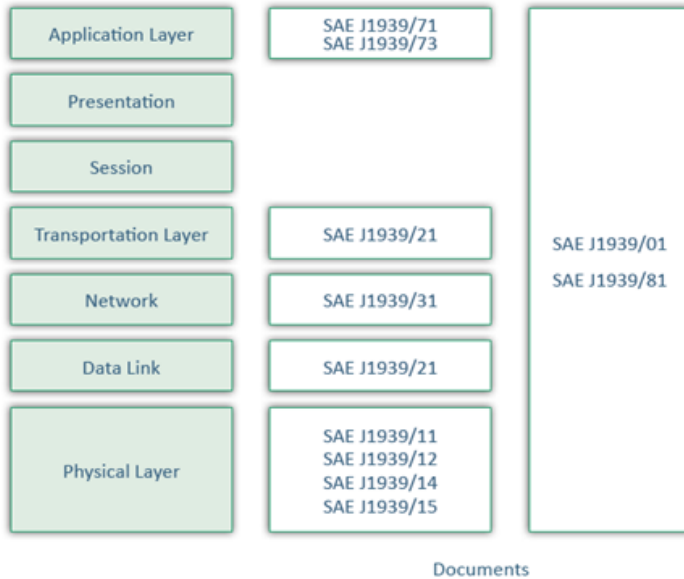 Application Layer
SAE J1939/71
SAE J1939/73
Presentation
Session
Transportation Layer
SAE J1939/21
Network
SAE J1939/31
Data Link
SAE J1939/21
Physical Layer
SAE J1939/11
SAE J1939/12
SAE J1939/14
SAE J1939/15
SAE J1939/01
SAE J1939/81
Documents